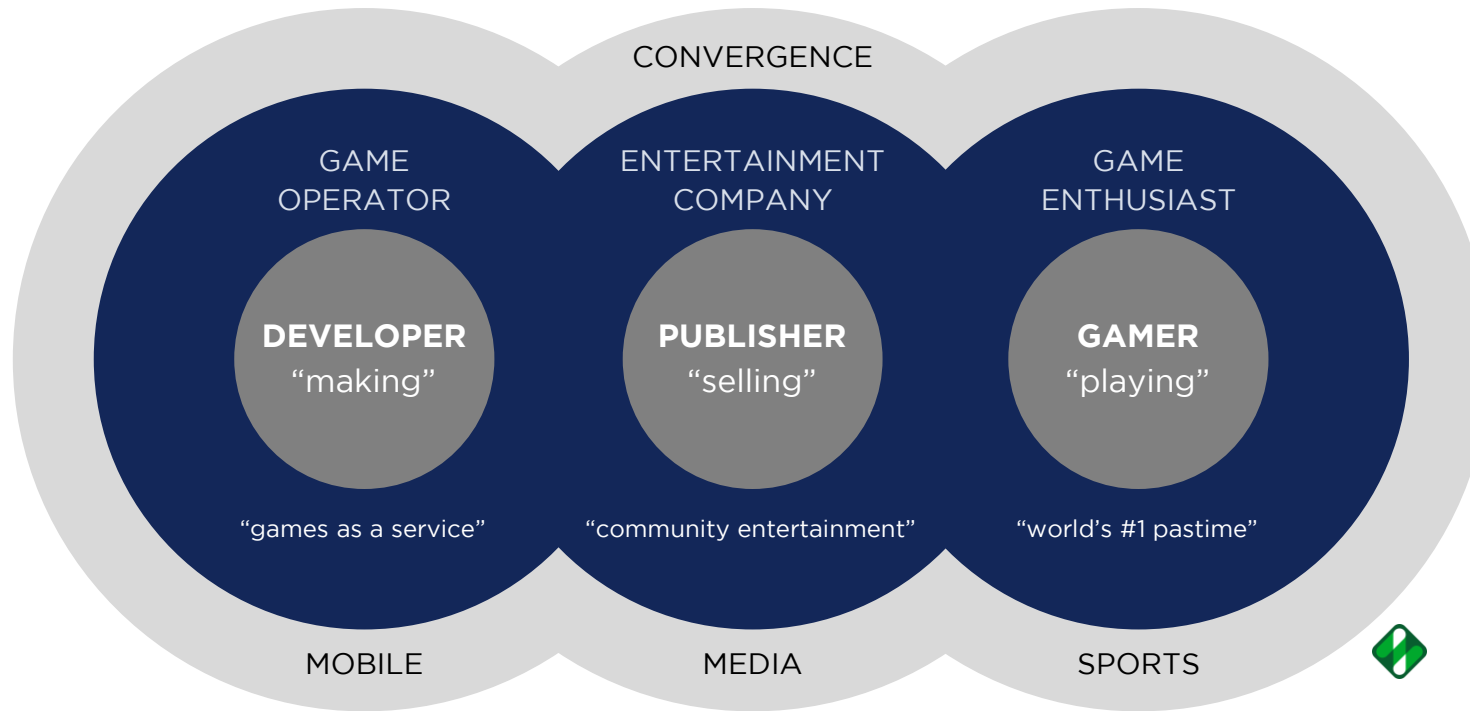 CONVERGENCE
GAME
OPERATOR
ENTERTAINMENT
COMPANY
GAME
ENTHUSIAST
DEVELOPER
“making”
PUBLISHER
“selling”
GAMER
“playing”
“games as a service”
“community entertainment”
“world’s #1 pastime”
MOBILE
MEDIA
SPORTS